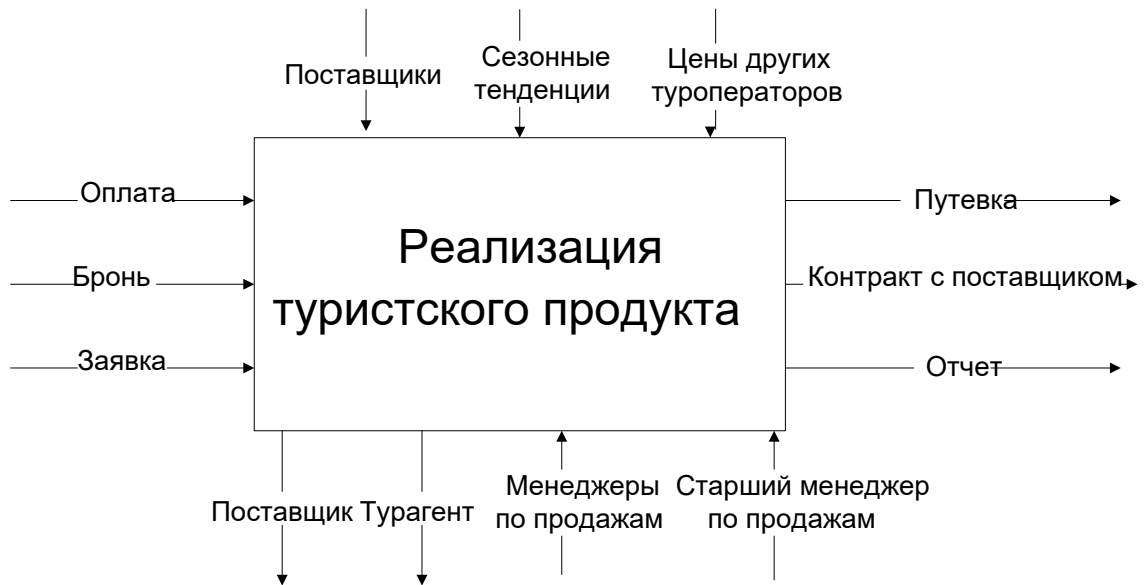 Поставщики
Сезонные
тенденции
Цены других
туроператоров
Оплата
Бронь
Заявка
Реализация
туристского продукта
Путевка
Контракт с поставщиком
Отчет
Поставщик
Турагент
Менеджеры
по продажам
Старший менеджер
по продажам